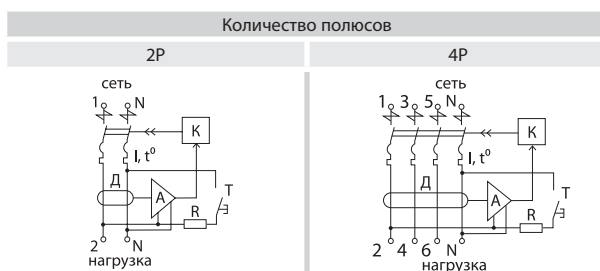 Количество полюсов
2P 4P
сеть
1 N
K
I, t⁰
Д
A
T
R
2 N
нагрузка
сеть
1 3 5 N
K
I, t⁰
Д
A
T
R
2 4 6 N
нагрузка